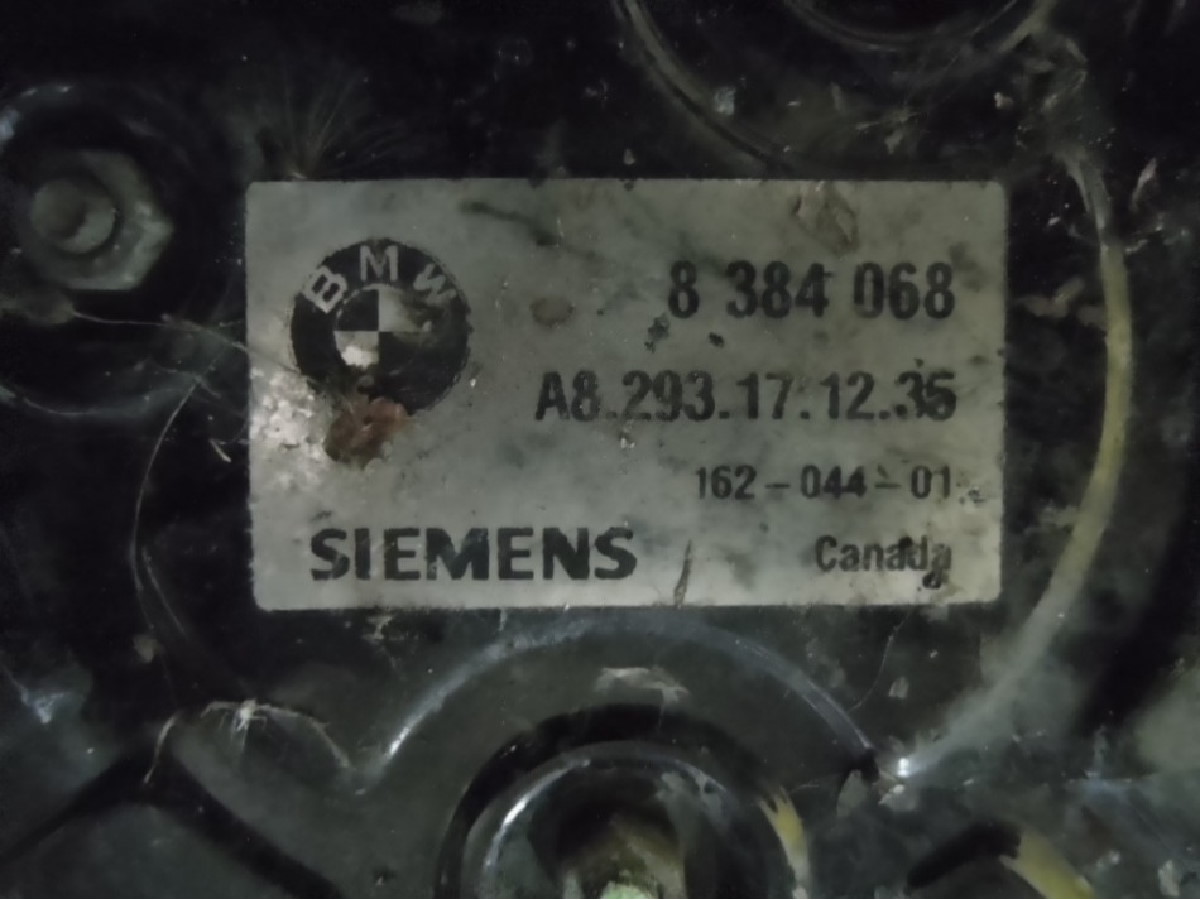 BMW
8 384 068
A8.293.17.12.35
162-044-01
SIEMENS
Canada